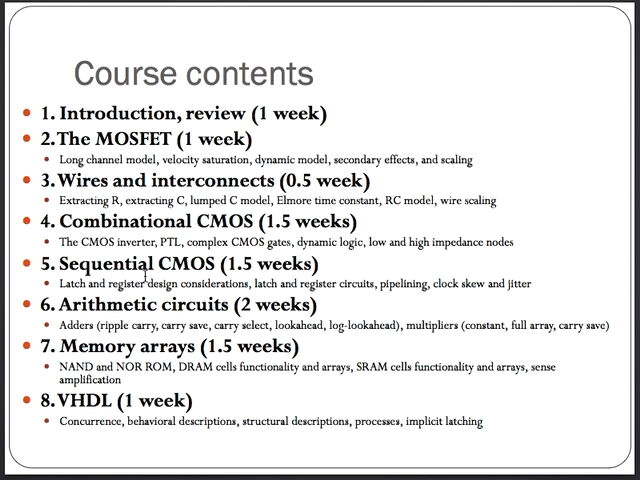 Course contents
1. Introduction, review (1 week)
2. The MOSFET (1 week)
Long channel model, velocity saturation, dynamic model, secondary effects, and scaling
3. Wires and interconnects (0.5 week)
Extracting R, extracting C, lumped C model, Elmore time constant, RC model, wire scaling
4. Combinational CMOS (1.5 weeks)
The CMOS inverter, PTL, complex CMOS gates, dynamic logic, low and high impedance nodes
5. Sequential CMOS (1.5 weeks)
Latch and register design considerations, latch and register circuits, pipelining, clock skew and jitter
6. Arithmetic circuits (2 weeks)
Adders (ripple carry, carry save, carry select, lookahead, log-lookahead), multipliers (constant, full array, carry save)
7. Memory arrays (1.5 weeks)
NAND and NOR ROM, DRAM cells functionality and arrays, SRAM cells functionality and arrays, sense
amplification
8. VHDL (1 week)
Concurrence, behavioral descriptions, structural descriptions, processes, implicit latching